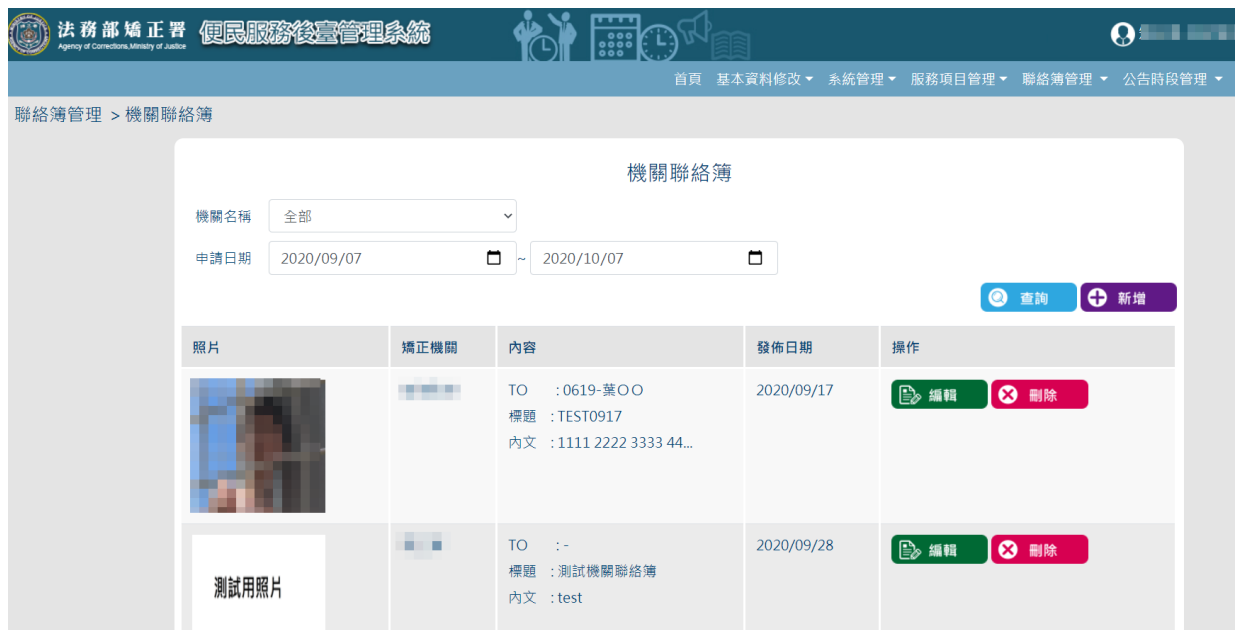 法務部矯正署 便民服務後臺管理系統
Agency of Corrections,Ministry of Justice
首頁 基本資料修改 系統管理 服務項目管理 聯絡簿管理 公告時段管理
聯絡簿管理 > 機關聯絡簿
機關聯絡簿
機關名稱 全部
申請日期 2020/09/07 ~ 2020/10/07
查詢 新增
照片 矯正機關 內容 發佈日期 操作
TO : 0619-葉〇〇 2020/09/17 編輯 刪除
標題 : TEST0917
內文 : 1111 2222 3333 44...
TO : - 2020/09/28 編輯 刪除
標題 : 測試機關聯絡簿
測試用照片
內文 : test